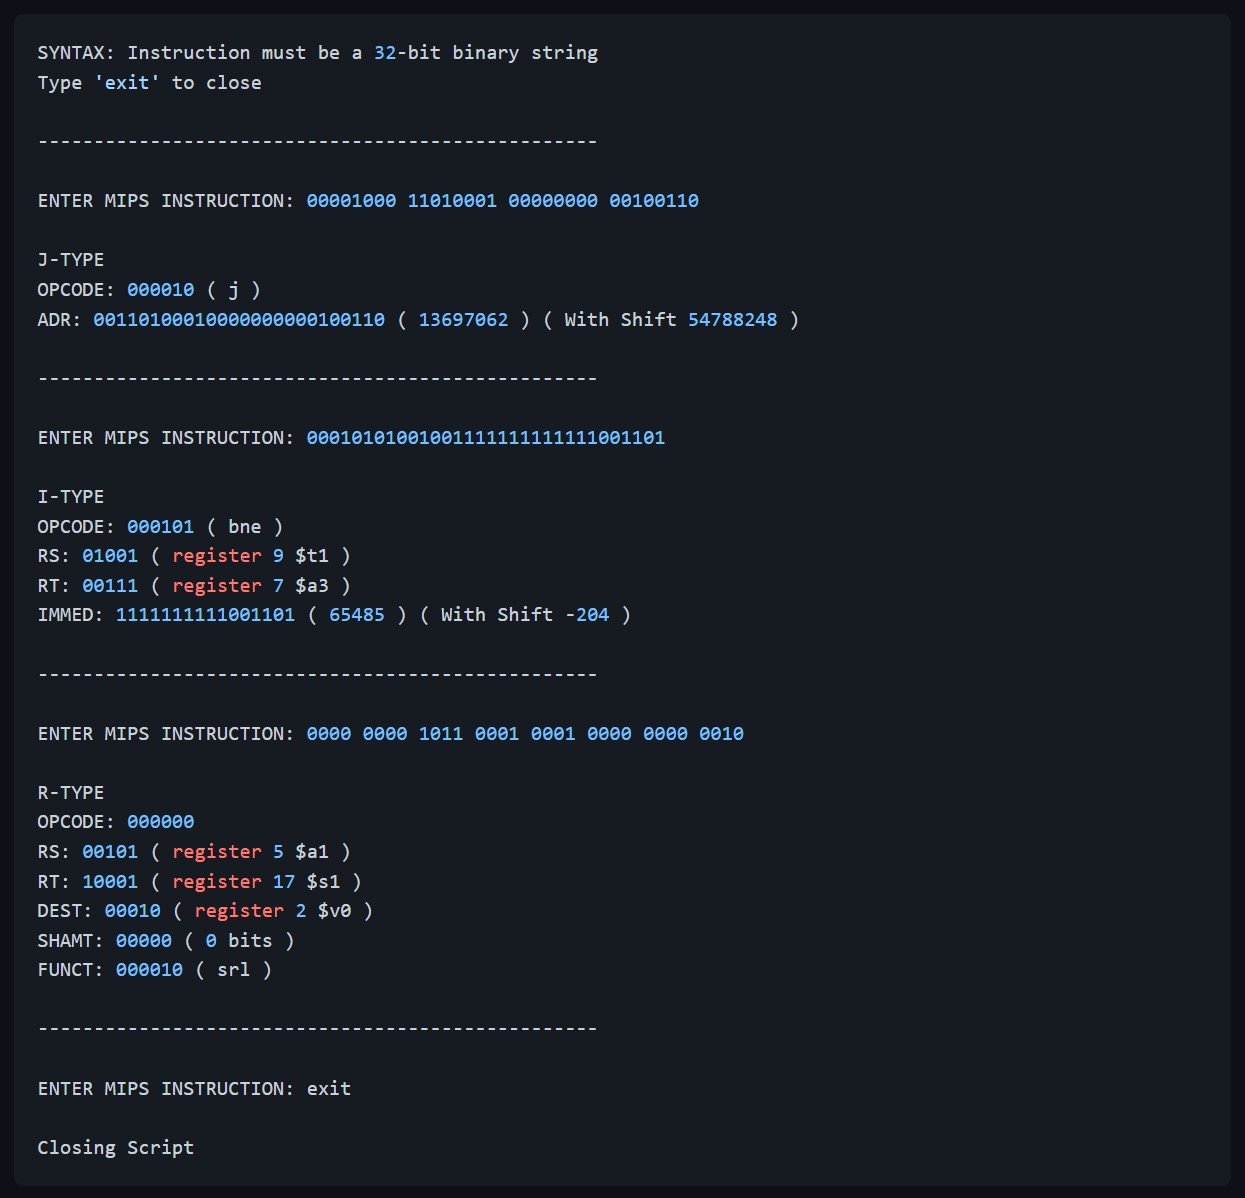 SYNTAX: Instruction must be a 32-bit binary string
Type 'exit' to close
--------------------------------------------------
ENTER MIPS INSTRUCTION: 00001000 11010001 00000000 00100110
J-TYPE
OPCODE: 000010 ( j )
ADR: 00110100010000000000100110 ( 13697062 ) ( With Shift 54788248 )
--------------------------------------------------
ENTER MIPS INSTRUCTION: 00010101001001111111111111001101
I-TYPE
OPCODE: 000101 ( bne )
RS: 01001 ( register 9 $t1 )
RT: 00111 ( register 7 $a3 )
IMMED: 1111111111001101 ( 65485 ) ( With Shift -204 )
--------------------------------------------------
ENTER MIPS INSTRUCTION: 0000 0000 1011 0001 0001 0000 0000 0010
R-TYPE
OPCODE: 000000
RS: 00101 ( register 5 $a1 )
RT: 10001 ( register 17 $s1 )
DEST: 00010 ( register 2 $v0 )
SHAMT: 00000 ( 0 bits )
FUNCT: 000010 ( srl )
--------------------------------------------------
ENTER MIPS INSTRUCTION: exit
Closing Script